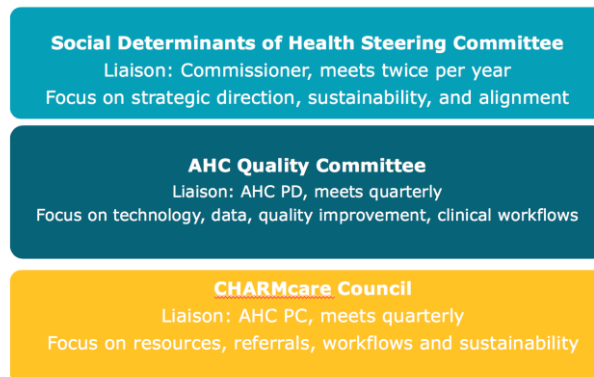 Social Determinants of Health Steering Committee
Liaison: Commissioner, meets twice per year
Focus on strategic direction, sustainability, and alignment
AHC Quality Committee
Liaison: AHC PD, meets quarterly
Focus on technology, data, quality improvement, clinical workflows
CHARMcare Council
Liaison: AHC PC, meets quarterly
Focus on resources, referrals, workflows and sustainability